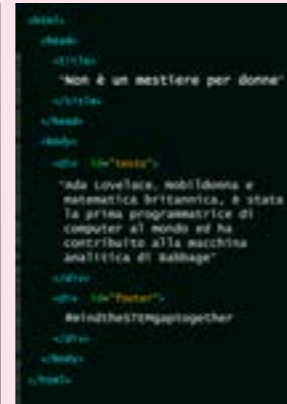 <html>
<head>
<title>
"Non è un mestiere per donne"
</title>
</head>
<body>
<div id="testo">
"Ada Lovelace, Nobildonna e
matematica britannica, è stata
la prima programmatrice di
computer al mondo ed ha
contribuito alla macchina
analitica di Babbage"
</div>
<div id="footer">
#mindtheSTEMgaptogether
</div>
</body>
</html>